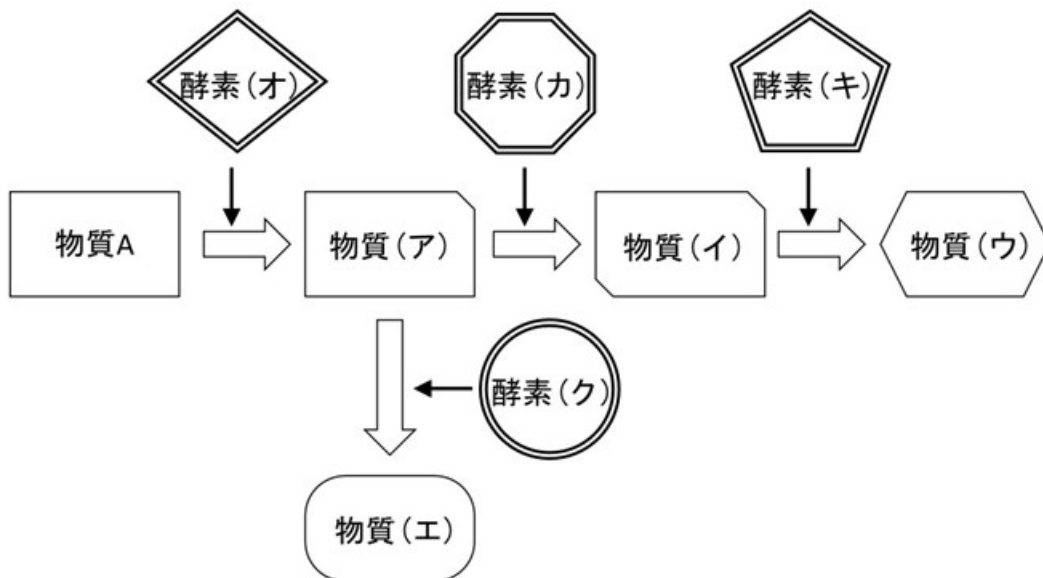 酵素(オ)
酵素(カ)
酵素(キ)
物質A
物質(ア)
物質(イ)
物質(ウ)
酵素(ク)
物質(エ)